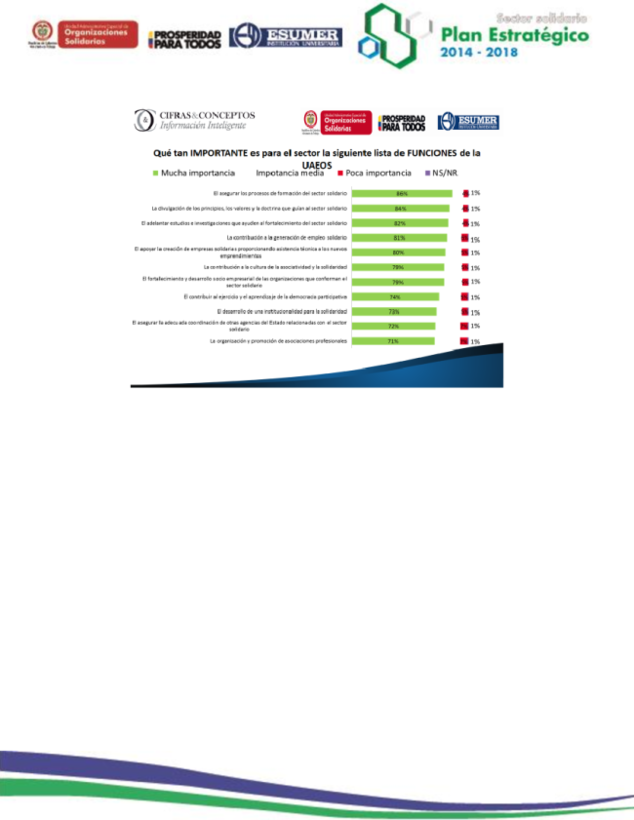 Unidad Administrativa Especial de
Organizaciones
Solidarias
PROSPERIDAD
PARA TODOS
ESUMER
INSTITUCIÓN UNIVERSITARIA
Sector solidario
Plan Estratégico
2014 - 2018
CIFRAS & CONCEPTOS
Información Inteligente
Organizaciones
Solidarias
PROSPERIDAD
PARA TODOS
ESUMER
Qué tan IMPORTANTE es para el sector la siguiente lista de FUNCIONES de la
UAEOS
Mucha importancia Impotancia media Poca importancia NS/NR
El asegurar los procesos de formación del sector solidario 86% 1%
La divulgación de los principios, los valores y la doctrina que guían al sector solidario 84% 1%
El adelantar estudios e investigaciones que ayuden al fortalecimiento del sector solidario 82% 1%
La contribución a la generación de empleo solidario 81% 1%
El apoyar la creación de empresas solidarias proporcionando asistencia técnica a los nuevos
emprendimientos 80% 1%
La contribución a la cultura de la asociatividad y la solidaridad 79% 1%
El fortalecimiento y desarrollo socio empresarial de las organizaciones que conforman el
sector solidario 79% 1%
El contribuir al ejercicio y el aprendizaje de la democracia participativa 74% 1%
El desarrollo de una institucionalidad para la solidaridad 73% 1%
El asegurar la adecuada coordinación de otras agencias del Estado relacionadas con el sector
solidario 72% 1%
La organización y promoción de asociaciones profesionales 71% 1%